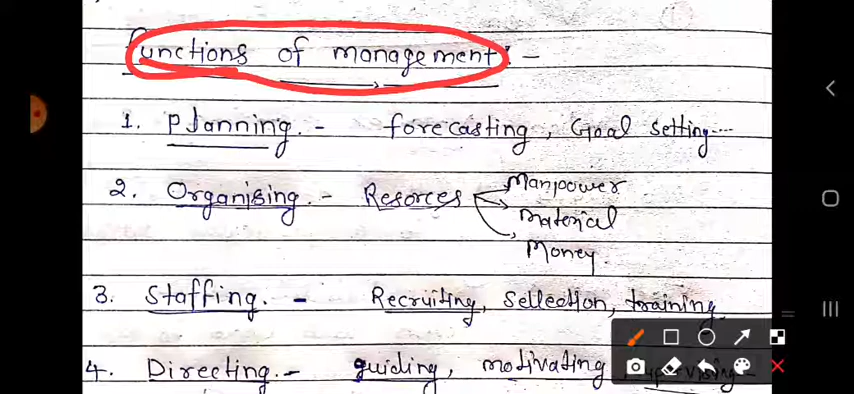 Functions of management :-
1. Planning. - forecasting, Goal setting...
2. Organising. - Resorces
Manpower
Material
Money.
3. Staffing. - Recruiting, sellection, training
4. Directing. - guiding, motivating